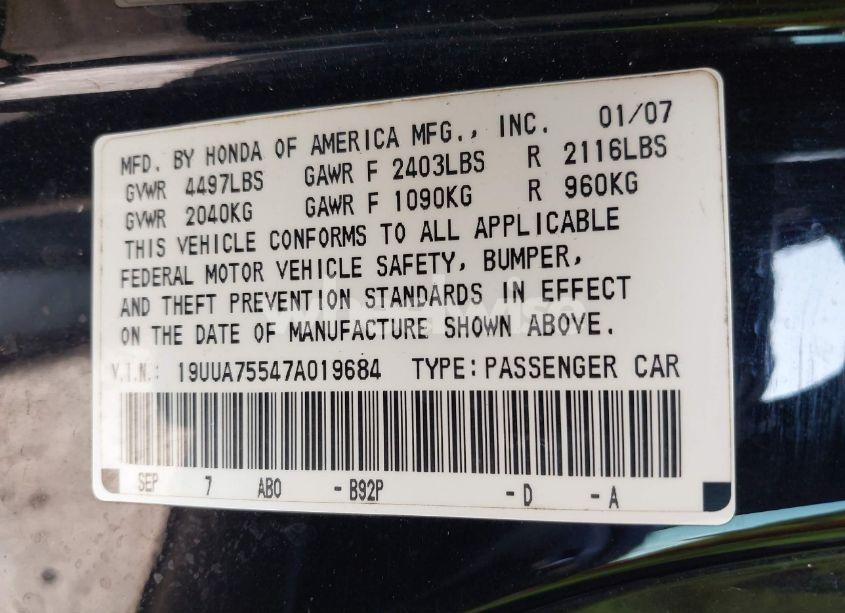 MFD. BY HONDA OF AMERICA MFG., INC. 01/07
GVWR 4497LBS GAWR F 2403LBS R 2116LBS
GVWR 2040KG GAWR F 1090KG R 960KG
THIS VEHICLE CONFORMS TO ALL APPLICABLE
FEDERAL MOTOR VEHICLE SAFETY, BUMPER,
AND THEFT PREVENTION STANDARDS IN EFFECT
ON THE DATE OF MANUFACTURE SHOWN ABOVE.
V.I.N.: 19UUA75547A019684 TYPE:PASSENGER CAR
SEP 7 AB0 -B92P -D -A